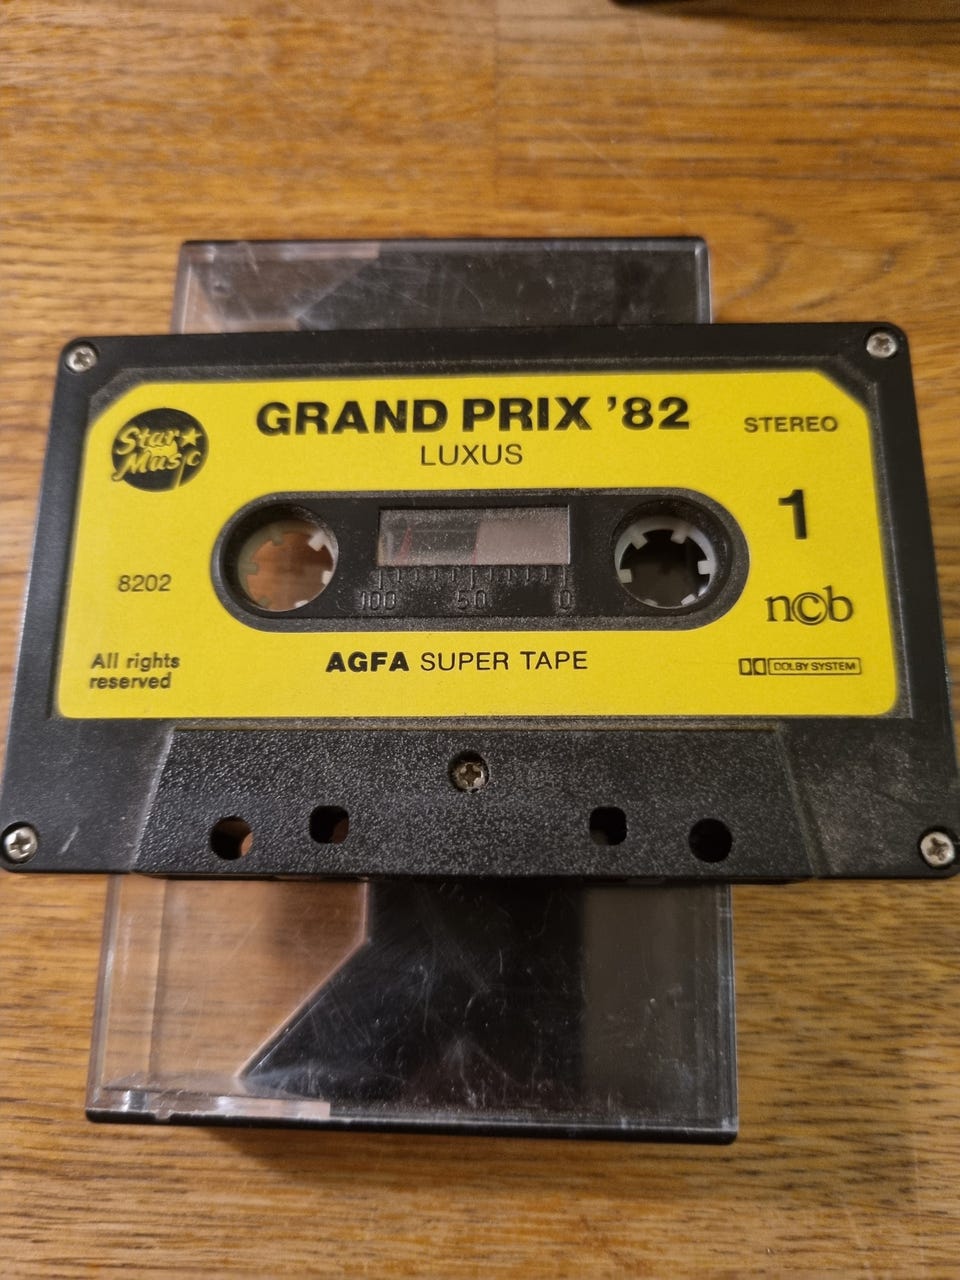 GRAND PRIX '82
LUXUS
Star★
Music
STEREO
1
8202
100 50 0
n©b
All rights
reserved
AGFA SUPER TAPE
DOLBY SYSTEM